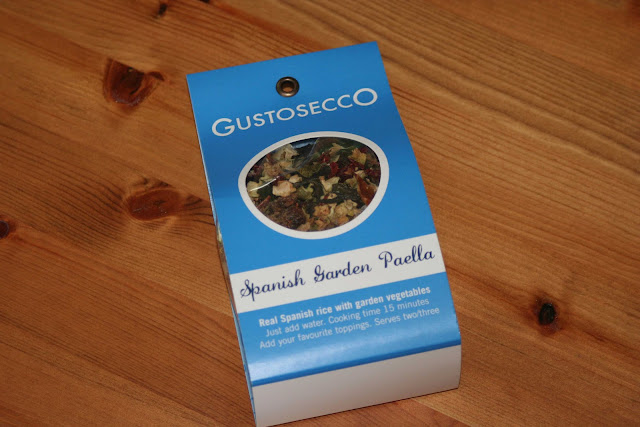 GUSTOSECCO
Spanish Garden Paella
Real Spanish rice with garden vegetables
Just add water. Cooking time 15 minutes
Add your favourite toppings. Serves two/three